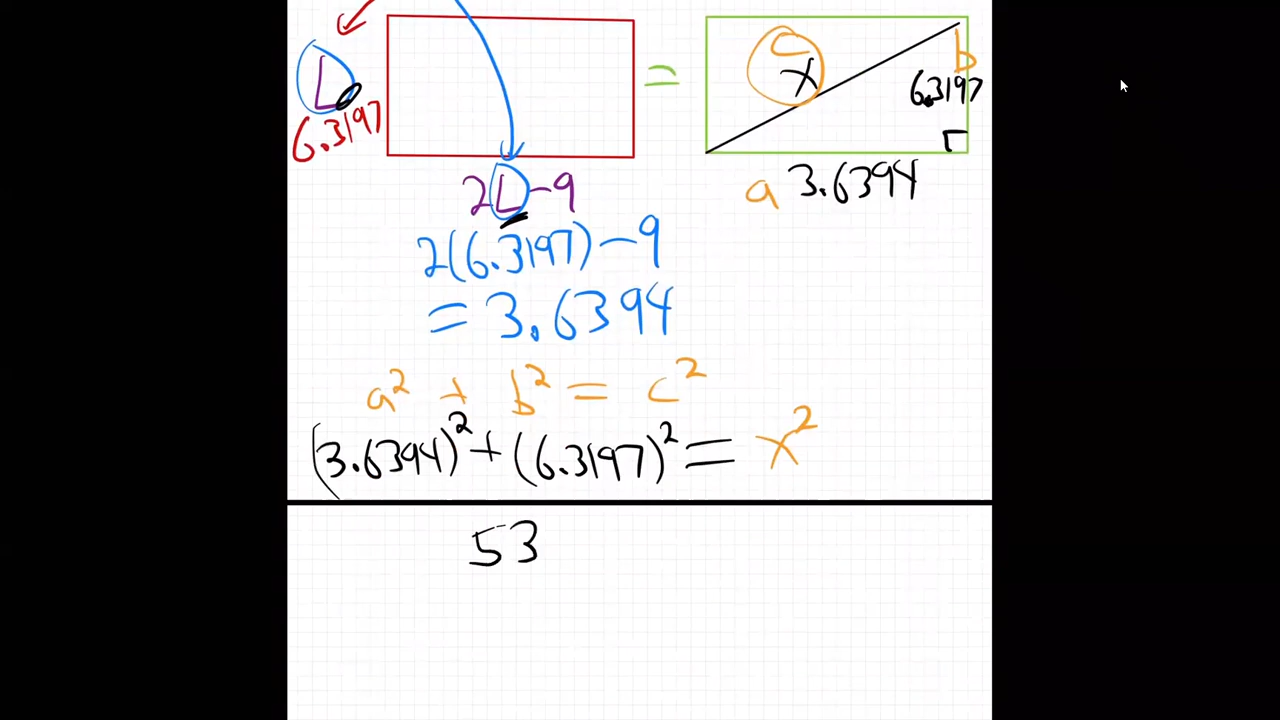 L
6.3197
2L-9
2(6.3197)-9
= 3.6394
=
c
x
b
6.3197
a 3.6394
a² + b² = c²
(3.6394)² + (6.3197)² = x²
53